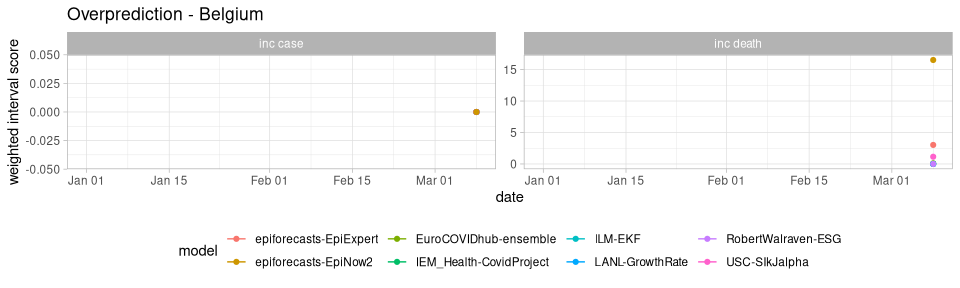 Overprediction - Belgium
inc case
inc death
weighted interval score
0.050
0.025
0.000
-0.025
-0.050
15
10
5
0
Jan 01 Jan 15 Feb 01 Feb 15 Mar 01
Jan 01 Jan 15 Feb 01 Feb 15 Mar 01
date
model
epiforecasts-EpiExpert EuroCOVIDhub-ensemble ILM-EKF RobertWalraven-ESG
epiforecasts-EpiNow2 IEM_Health-CovidProject LANL-GrowthRate USC-SIkJalpha